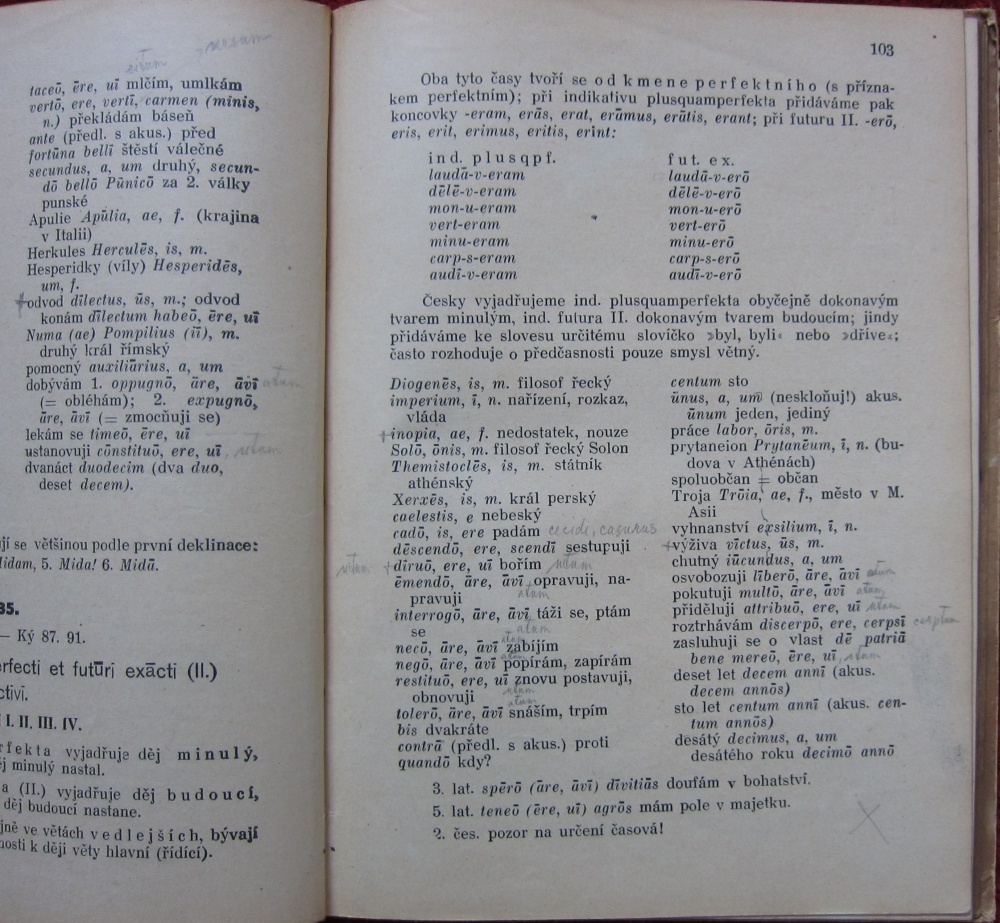 taceō, ēre, uī mlčím, umlkám
vertō, ere, vertī, carmen (minis,
n.) překládám báseň
ante (předl. s akus.) před
fortūna bellī štěstí válečné
secundus, a, um druhý, secun-
dō bellō Pūnicō za 2. války
punské
Apulie Apūlia, ae, f. (krajina
v Italii)
Herkules Herculēs, is, m.
Hesperidky (víly) Hesperidēs,
um, f.
odvod dīlectus, ūs, m.; odvod
konám dīlectum habeō, ēre, uī
Numa (ae) Pompilius (iī), m.
druhý král římský
pomocný auxiliārius, a, um
dobývám 1. oppugnō, āre, āvī atum
(= obléhám); 2. expugnō,
āre, āvī (= zmocňuji se)
lekám se timeō, ēre, uī
ustanovuji cōnstituō, ere, uī, utum
dvanáct duodecim (dva duo,
deset decem).
jí se většinou podle první deklinace:
Midam, 5. Mida! 6. Midā.
35.
— Ký 87. 91.
rfecti et futūrī exāctī (II.)
ctivi.
I. II. III. IV.
rfekta vyjadřuje děj minulý,
ěj minulý nastal.
a (II.) vyjadřuje děj budoucí,
děj budoucí nastane.
jně ve větách vedlejších, bývají
nosti k ději věty hlavní (řídící).
103
Oba tyto časy tvoří se od kmene perfektního (s přízna-
kem perfektním); při indikativu plusquamperfekta přidáváme pak
koncovky -eram, erās, erat, erāmus, erātis, erant; při futuru II. -erō,
eris, erit, erimus, eritis, erint:
ind. plusqpf. fut. ex.
laudā-v-eram laudā-v-erō
dēlē-v-eram dēlē-v-erō
mon-u-eram mon-u-erō
vert-eram vert-erō
minu-eram minu-erō
carp-s-eram carp-s-erō
audī-v-eram audī-v-erō
Česky vyjadřujeme ind. plusquamperfekta obyčejně dokonavým
tvarem minulým, ind. futura II. dokonavým tvarem budoucím; jindy
přidáváme ke slovesu určitému slovíčko »byl, byli« nebo »dříve«;
často rozhoduje o předčasnosti pouze smysl větný.
Diogenēs, is, m. filosof řecký
imperium, ī, n. nařízení, rozkaz,
vláda
inopia, ae, f. nedostatek, nouze
Solō, ōnis, m. filosof řecký Solon
Themistoclēs, is, m. státník
athénský
Xerxēs, is, m. král perský
caelestis, e nebeský
cadō, is, ere padám cecidi, casurus
dēscendō, ere, scendī sestupuji
dīruō, ere, uī bořím utum
ēmendō, āre, āvī opravuji, na-
pravuji atum
interrogō, āre, āvī táži se, ptám
se atum
necō, āre, āvī zabíjím
negō, āre, āvī popírám, zapírám
restituō, ere, uī znovu postavuji,
obnovuji utum
tolerō, āre, āvī snáším, trpím
bis dvakráte
contrā (předl. s akus.) proti
quandō kdy?
centum sto
ūnus, a, um (neskloňuj!) akus.
ūnum jeden, jediný
práce labor, ōris, m.
prytaneion Prytanēum, ī, n. (bu-
dova v Athénách)
spoluobčan = občan
Troja Trōia, ae, f., město v M.
Asii
vyhnanství exsilium, ī, n.
výživa vīctus, ūs, m.
chutný iūcundus, a, um
osvobozuji līberō, āre, āvī atum
pokutuji multō, āre, āvī atum
přiděluji attribuō, ere, uī utum
roztrhávám discerpō, ere, cerpsī cerptum
zasluhuji se o vlast dē patriā
bene mereō, ēre, uī, itum
deset let decem annī (akus.
decem annōs)
sto let centum annī (akus. cen-
tum annōs)
desátý decimus, a, um
desátého roku decimō annō
3. lat. spērō (āre, āvī) dīvitiās doufám v bohatství.
5. lat. teneō (ēre, uī) agrōs mám pole v majetku.
2. čes. pozor na určení časová!